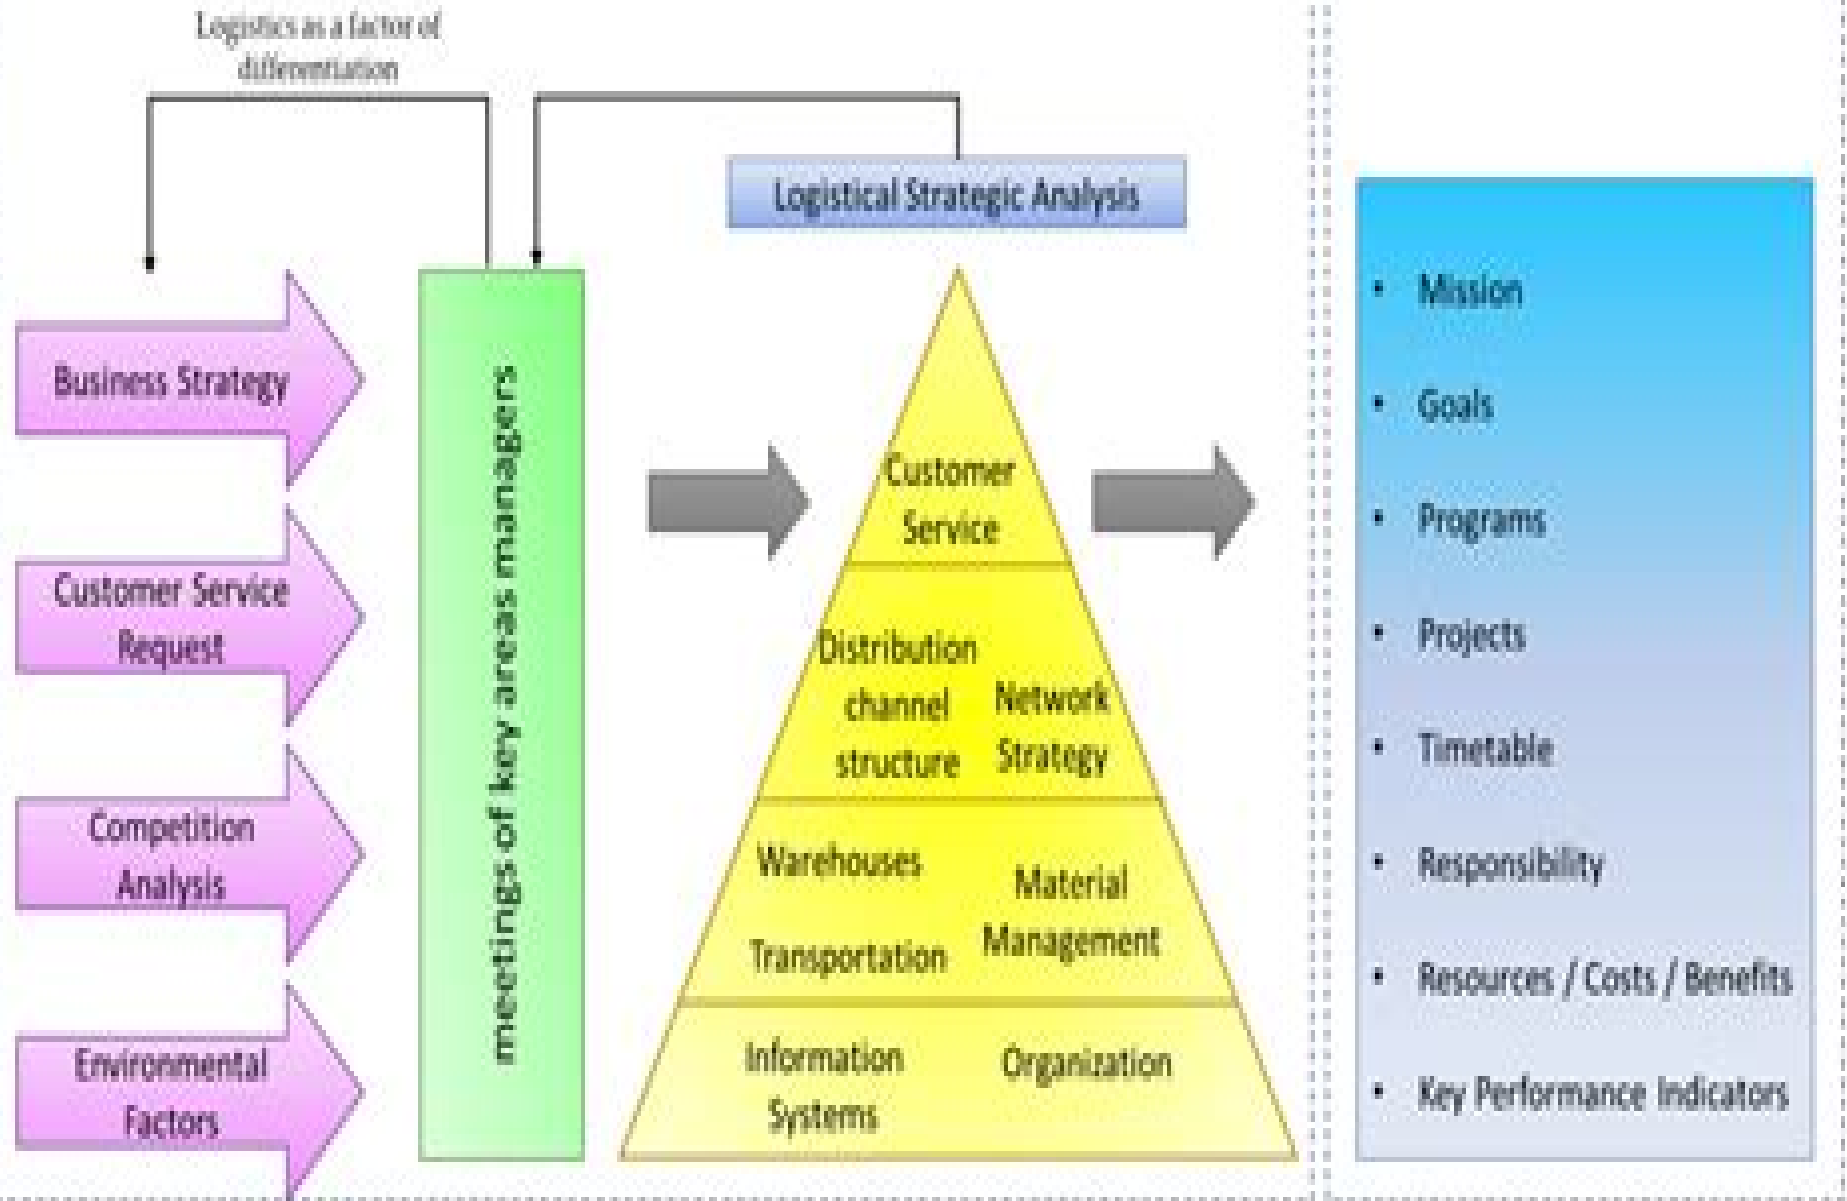 Logistics as a factor of
differentiation
Logistical Strategic Analysis
Business Strategy
Customer Service
Request
Competition
Analysis
Environmental
Factors
meetings of key areas managers
Customer
Service
Distribution
channel
structure
Network
Strategy
Warehouses
Transportation
Material
Management
Information
Systems
Organization
• Mission
• Goals
• Programs
• Projects
• Timetable
• Responsibility
• Resources / Costs / Benefits
• Key Performance Indicators